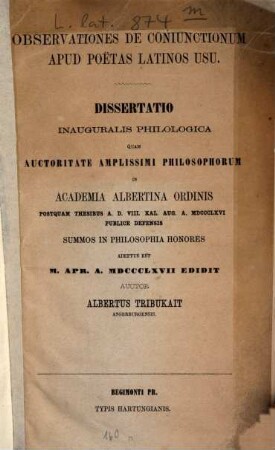 L. lat. 874 m
OBSERVATIONES DE CONIUNCTIONUM
APUD POËTAS LATINOS USU.
DISSERTATIO
INAUGURALIS PHILOLOGICA
QUAM
AUCTORITATE AMPLISSIMI PHILOSOPHORUM
IN
ACADEMIA ALBERTINA ORDINIS
POSTQUAM THESIBUS A. D. VIII. KAL. AUG. A. MDCCCLXVI
PUBLICE DEFENSIS
SUMMOS IN PHILOSOPHIA HONORES
ADEPTUS EST
M. APR. A. MDCCCLXVII EDIDIT
AUCTOR
ALBERTUS TRIBUKAIT
REGIMONTI PR.
TYPIS HARTUNGIANIS.